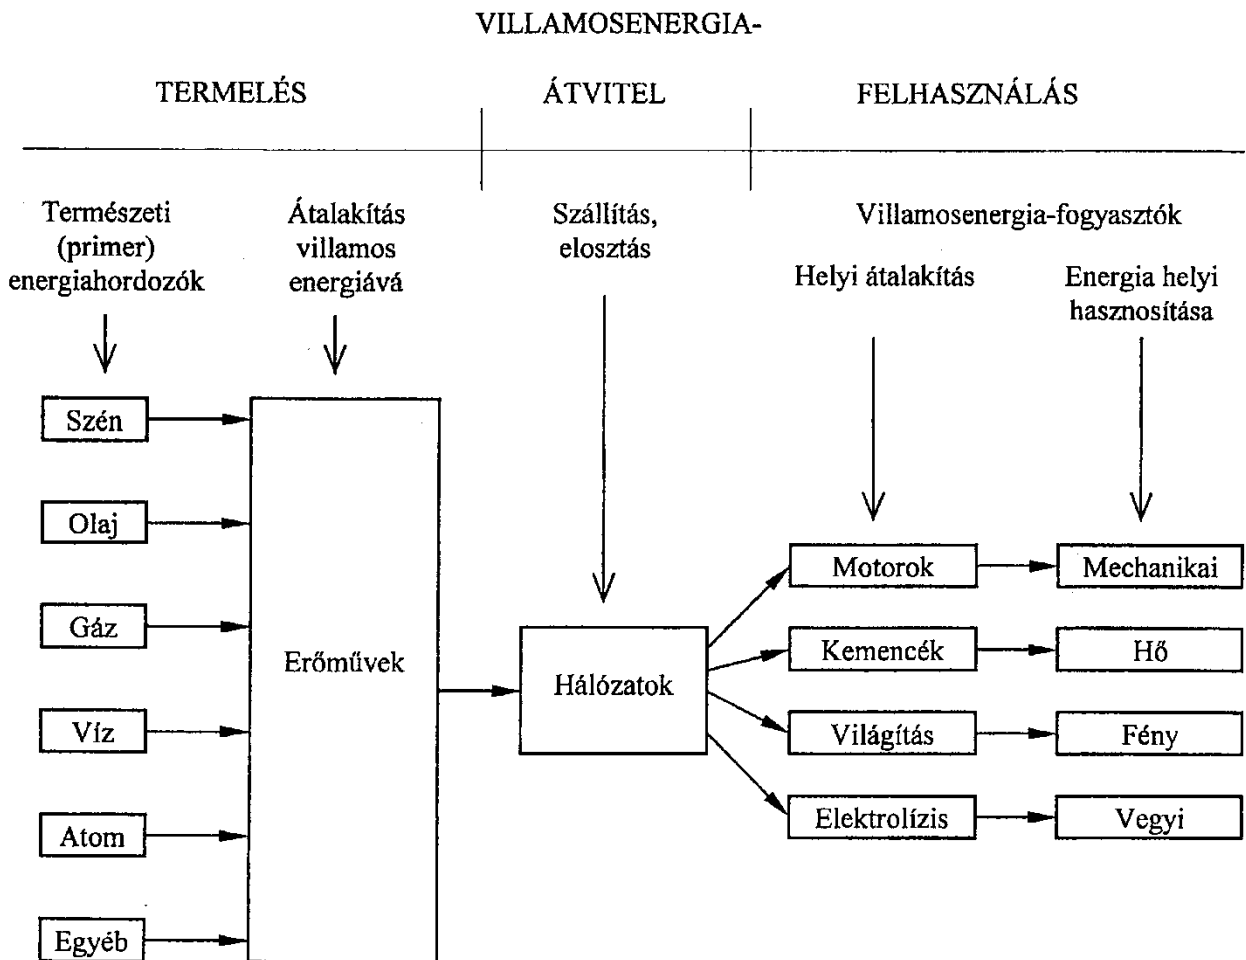 VILLAMOSENERGIA-
TERMELÉS
ÁTVITEL
FELHASZNÁLÁS
Természeti
(primer)
energiahordozók
Átalakítás
villamos
energiává
Szállítás,
elosztás
Villamosenergia-fogyasztók
Helyi átalakítás
Energia helyi
hasznosítása
Szén
Olaj
Gáz
Víz
Atom
Egyéb
Erőművek
Hálózatok
Motorok
Mechanikai
Kemencék
Hő
Világítás
Fény
Elektrolízis
Vegyi